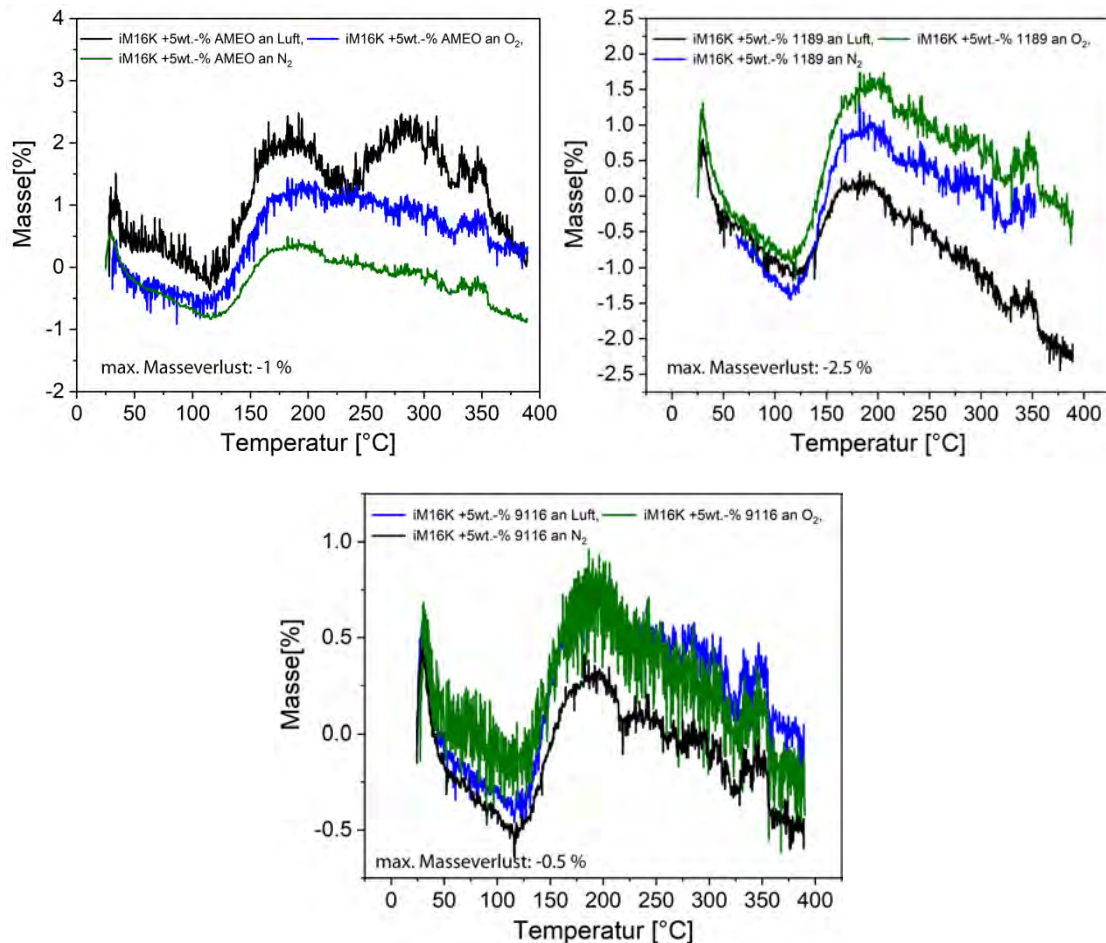 iM16K +5wt.-% AMEO an Luft, iM16K +5wt.-% AMEO an O2,
iM16K +5wt.-% AMEO an N2
Masse[%]
4
3
2
1
0
-1
-2
max. Masseverlust: -1 %
0 50 100 150 200 250 300 350 400
Temperatur [°C]
iM16K +5wt.-% 1189 an Luft, iM16K +5wt.-% 1189 an O2,
iM16K +5wt.-% 1189 an N2
Masse[%]
2.5
2.0
1.5
1.0
0.5
0.0
-0.5
-1.0
-1.5
-2.0
-2.5
max. Masseverlust: -2.5 %
0 50 100 150 200 250 300 350 400
Temperatur [°C]
iM16K +5wt.-% 9116 an Luft, iM16K +5wt.-% 9116 an O2,
iM16K +5wt.-% 9116 an N2
Masse[%]
1.0
0.5
0.0
-0.5
max. Masseverlust: -0.5 %
0 50 100 150 200 250 300 350 400
Temperatur [°C]